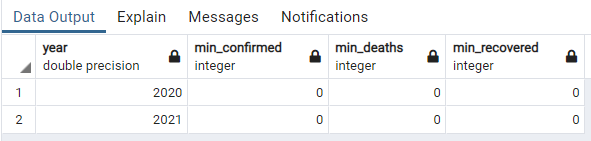 Data Output Explain Messages Notifications
year min_confirmed min_deaths min_recovered
double precision integer integer integer
1 2020 0 0 0
2 2021 0 0 0